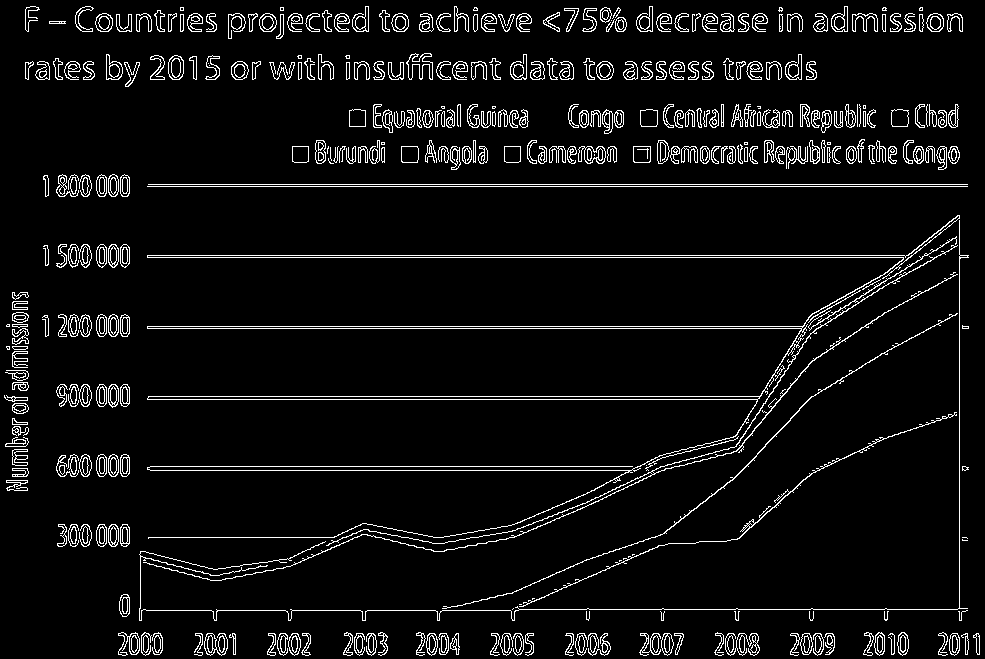 F – Countries projected to achieve <75% decrease in admission
rates by 2015 or with insufficent data to assess trends
Equatorial Guinea Congo Central African Republic Chad
Burundi Angola Cameroon Democratic Republic of the Congo
1 800 000
1 500 000
1 200 000
900 000
600 000
300 000
0
Number of admissions
2000 2001 2002 2003 2004 2005 2006 2007 2008 2009 2010 2011